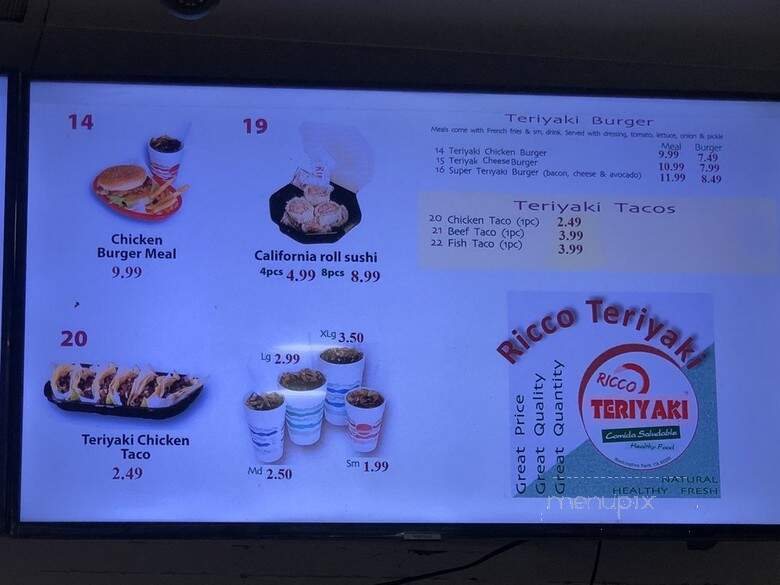 14
Chicken
Burger Meal
9.99
19
California roll sushi
4pcs 4.99 8pcs 8.99
20
Teriyaki Chicken
Taco
2.49
XLg 3.50
Lg 2.99
Md 2.50
Sm 1.99
Teriyaki Burger
Meals come with French fries & sm, drink, Served with dressing, tomato, lettuce, onion & pickle
Meal Burger
14 Teriyaki Chicken Burger 9.99 7.49
15 Teriyak Cheese Burger 10.99 7.99
16 Super Teriyaki Burger (bacon, cheese & avocado) 11.99 8.49
Teriyaki Tacos
20 Chicken Taco (1pc) 2.49
21 Beef Taco (1pc) 3.99
22 Fish Taco (1pc) 3.99
Ricco Teriyaki
Great Price
Great Quality
Great Quantity
RICCO
TERIYAKI
Comida Saludable
Healthy Food
NATURAL
HEALTHY FRESH
menupix